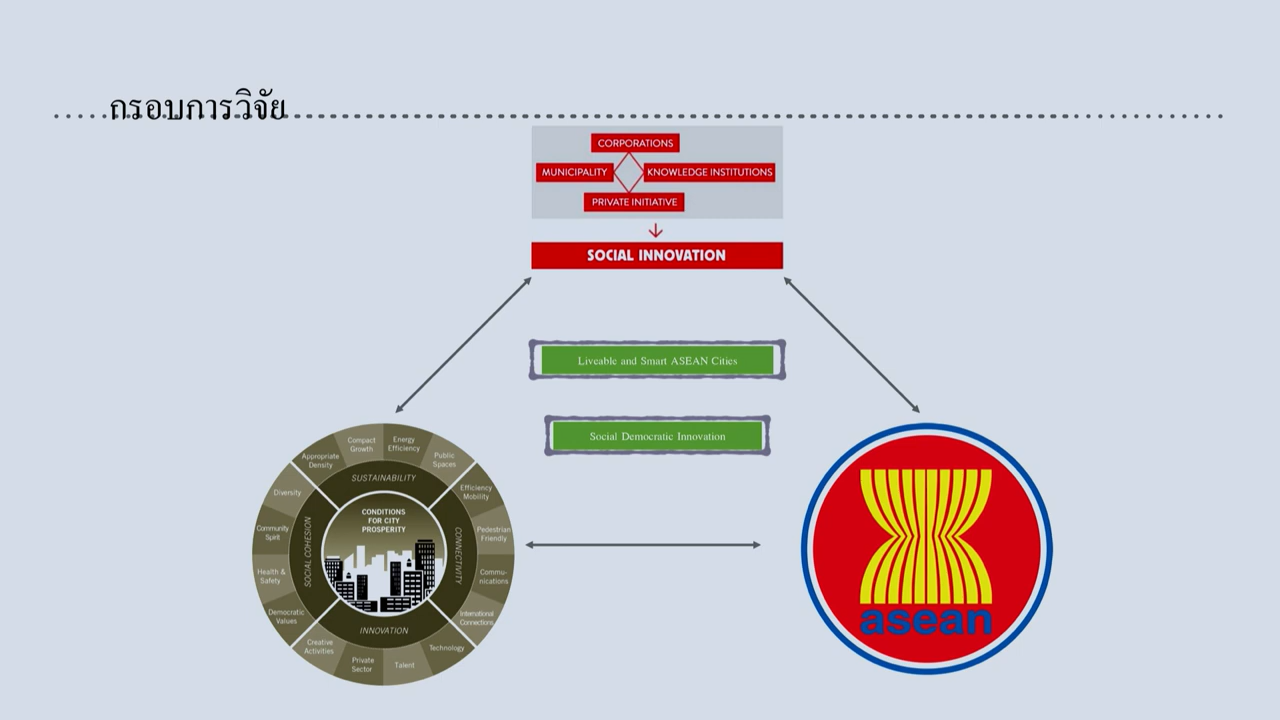 กรอบการวิจัย
CORPORATIONS
MUNICIPALITY
KNOWLEDGE INSTITUTIONS
PRIVATE INITIATIVE
SOCIAL INNOVATION
Liveable and Smart ASEAN Cities
Social Democratic Innovation
Compact
Growth
Energy
Efficiency
Appropriate
Density
Public
Spaces
SUSTAINABILITY
Diversity
Efficiency
Mobility
CONDITIONS
FOR CITY
PROSPERITY
Community
Spirit
SOCIAL COHESION
CONNECTIVITY
Pedestrian
Friendly
Health &
Safety
Commu-
nications
Democratic
Values
International
Connections
INNOVATION
Creative
Activities
Technology
Private
Sector
Talent
asean